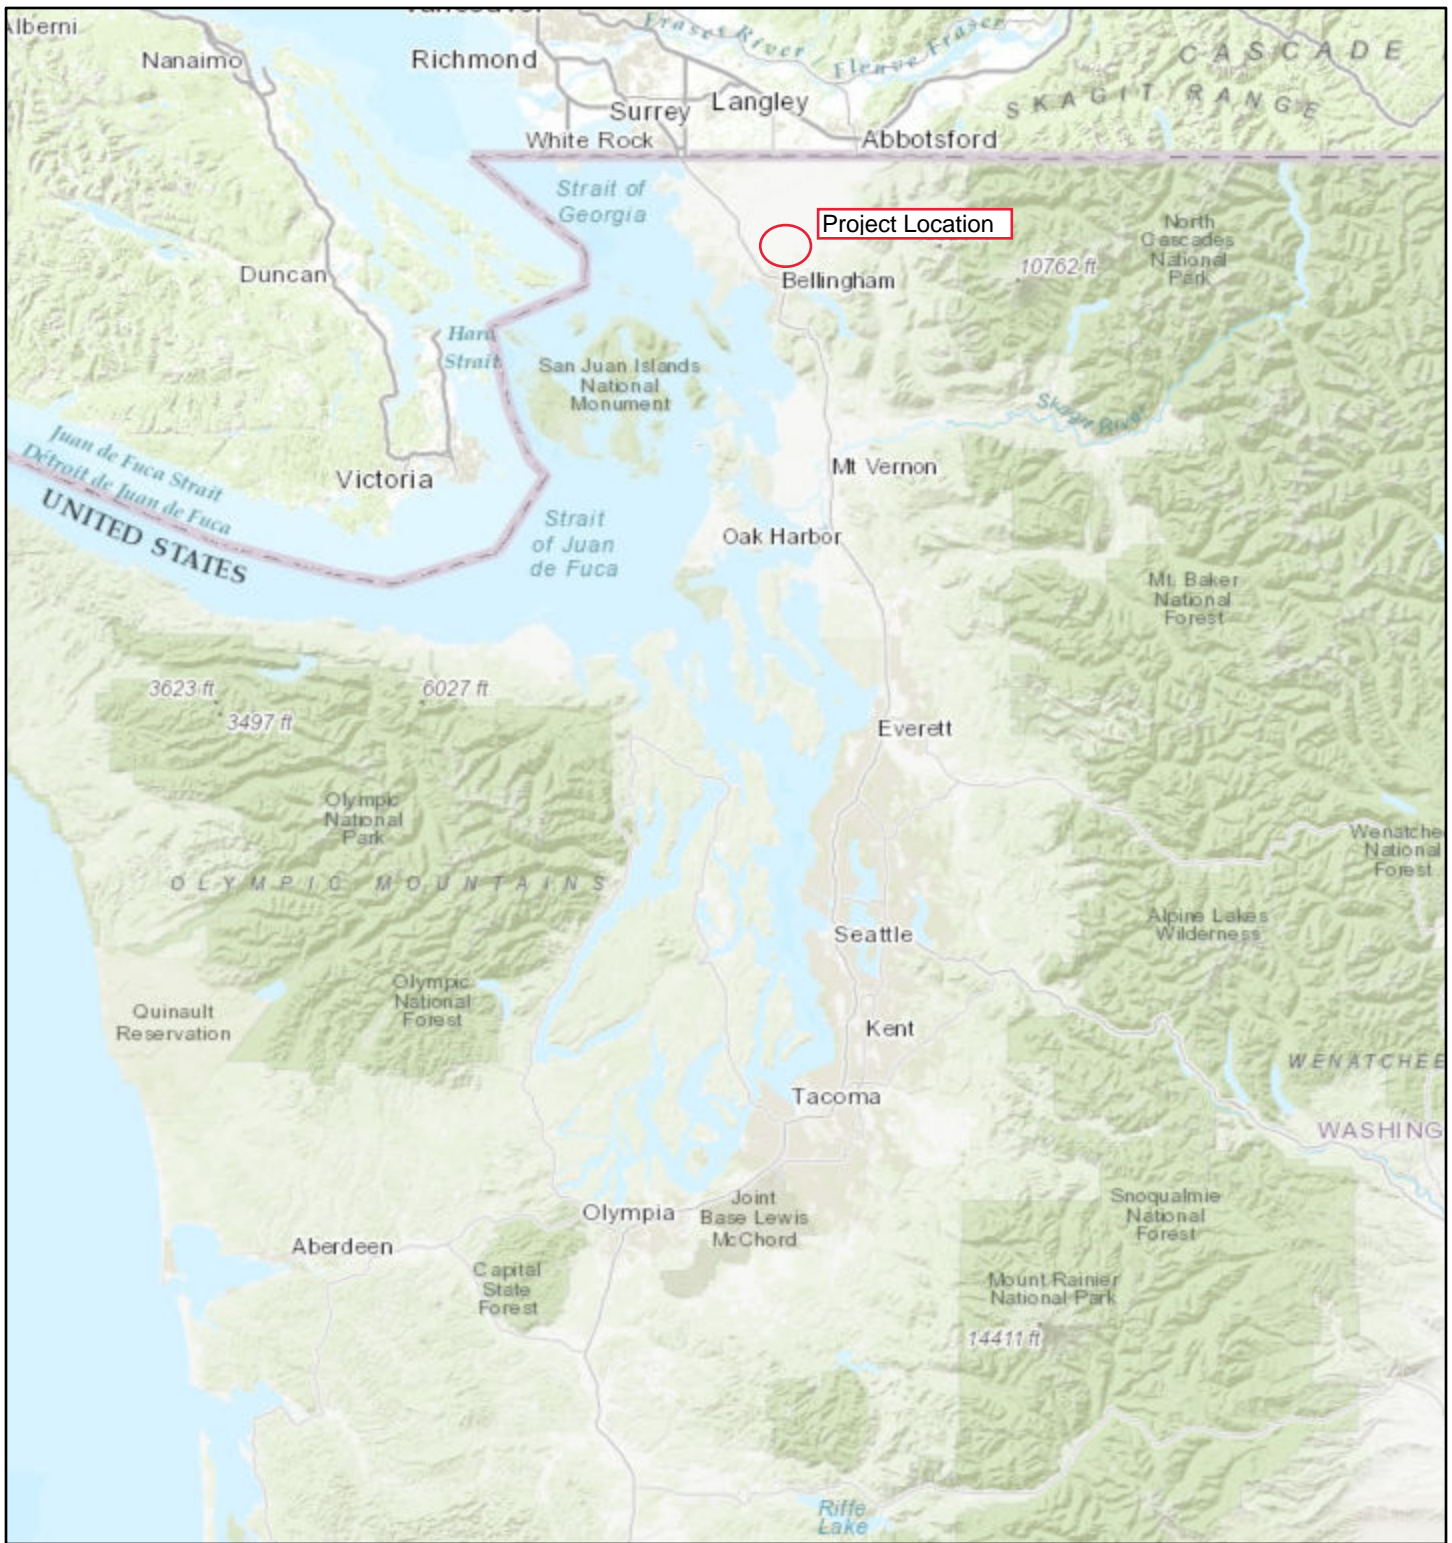 Alberni
Nanaimo
Richmond
Fraser River /
Fleuve Fraser
CASCADE
SKAGIT RANGE
Surrey
Langley
White Rock
Abbotsford
Strait of
Georgia
Project Location
North
Cascades
National
Park
10762 ft
Duncan
Bellingham
Haro
Strait
San Juan Islands
National
Monument
Skagit River
Juan de Fuca Strait
Détroit de Juan de Fuca
UNITED STATES
Victoria
Mt Vernon
Strait
of Juan
de Fuca
Oak Harbor
Mt. Baker
National
Forest
3623 ft
6027 ft
3497 ft
Everett
Olympic
National
Park
Wenatche
National
Forest
OLYMPIC MOUNTAINS
Alpine Lakes
Wilderness
Seattle
Olympic
National
Forest
Quinault
Reservation
Kent
WENATCHEE
Tacoma
WASHING
Joint
Base Lewis
McChord
Olympia
Snoqualmie
National
Forest
Aberdeen
Capital
State
Forest
Mount Rainier
National Park
14411 ft
Riffe
Lake